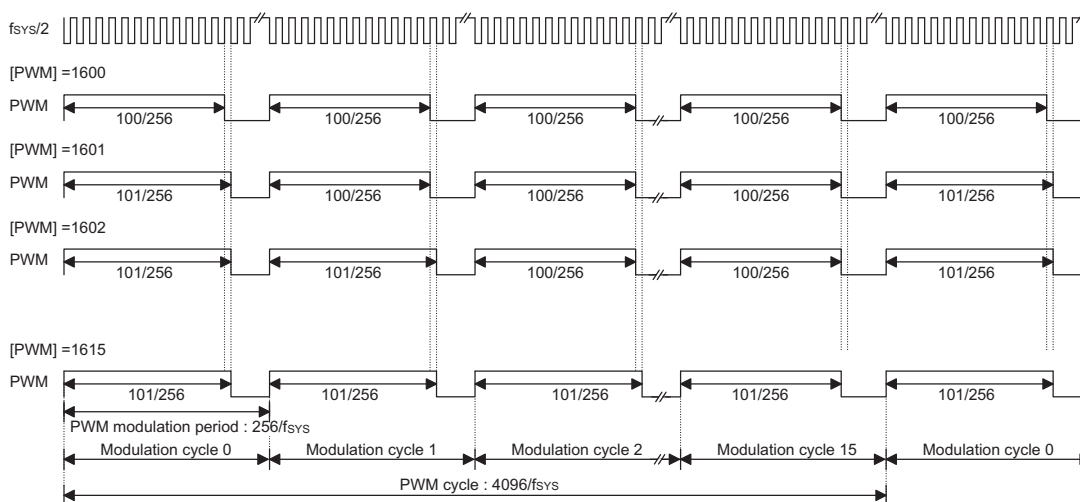 fSYS/2
[PWM] =1600
PWM
100/256 100/256 100/256 100/256 100/256
[PWM] =1601
PWM
101/256 100/256 100/256 100/256 101/256
[PWM] =1602
PWM
101/256 101/256 100/256 100/256 101/256
[PWM] =1615
PWM
101/256 101/256 101/256 101/256 101/256
PWM modulation period : 256/fSYS
Modulation cycle 0 Modulation cycle 1 Modulation cycle 2 Modulation cycle 15 Modulation cycle 0
PWM cycle : 4096/fSYS